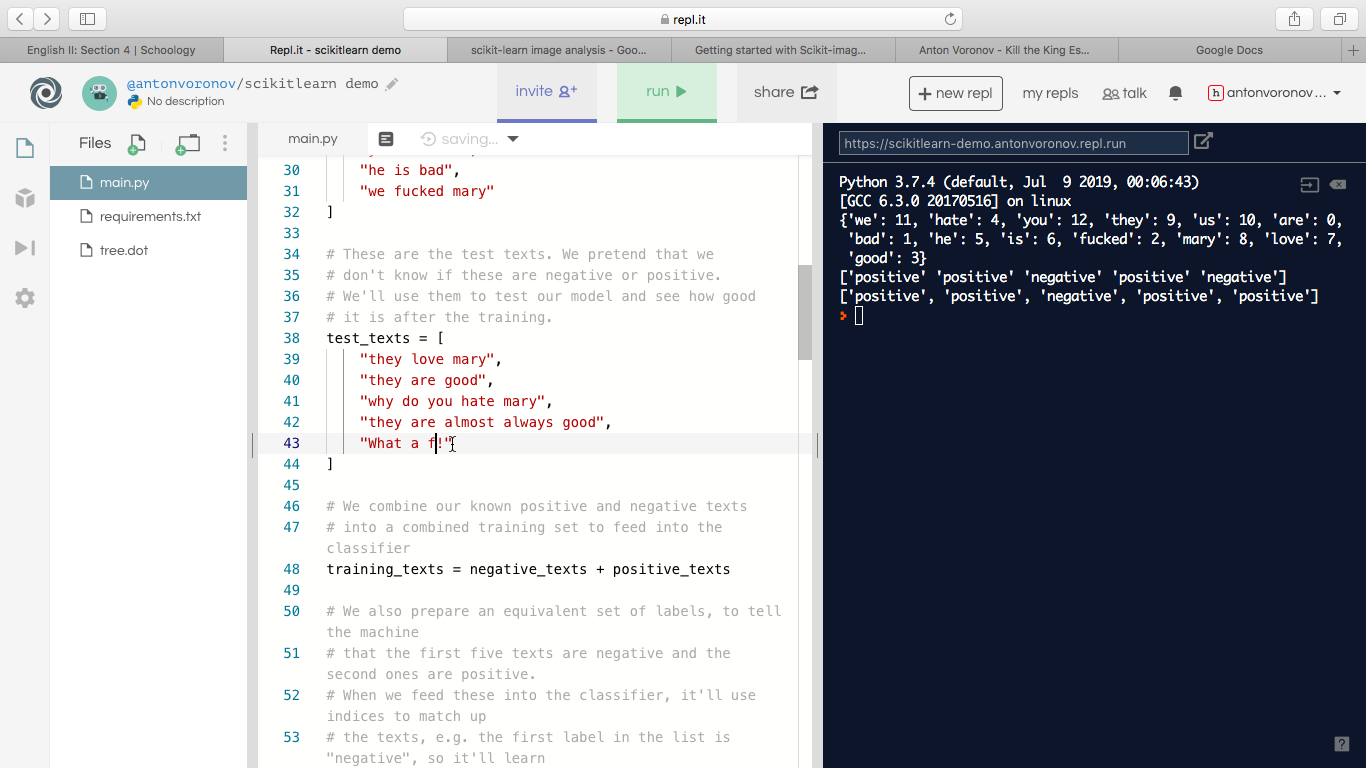 repl.it
English II: Section 4 | Schoology
Repl.it - scikitlearn demo
scikit-learn image analysis - Goo...
Getting started with Scikit-imag...
Anton Voronov - Kill the King Es...
Google Docs
@antonvoronov/scikitlearn demo
No description
invite
run
share
+ new repl
my repls
talk
h antonvoronov ...
Files
main.py
requirements.txt
tree.dot
main.py
saving...
30 "he is bad",
31 "we fucked mary"
32 ]
33
34 # These are the test texts. We pretend that we
35 # don't know if these are negative or positive.
36 # We'll use them to test our model and see how good
37 # it is after the training.
38 test_texts = [
39 "they love mary",
40 "they are good",
41 "why do you hate mary",
42 "they are almost always good",
43 "What a f!"
44 ]
45
46 # We combine our known positive and negative texts
47 # into a combined training set to feed into the
classifier
48 training_texts = negative_texts + positive_texts
49
50 # We also prepare an equivalent set of labels, to tell
the machine
51 # that the first five texts are negative and the
second ones are positive.
52 # When we feed these into the classifier, it'll use
indices to match up
53 # the texts, e.g. the first label in the list is
"negative", so it'll learn
https://scikitlearn-demo.antonvoronov.repl.run
Python 3.7.4 (default, Jul  9 2019, 00:06:43)
[GCC 6.3.0 20170516] on linux
{'we': 11, 'hate': 4, 'you': 12, 'they': 9, 'us': 10, 'are': 0,
'bad': 1, 'he': 5, 'is': 6, 'fucked': 2, 'mary': 8, 'love': 7,
'good': 3}
['positive' 'positive' 'negative' 'positive' 'negative']
['positive', 'positive', 'negative', 'positive', 'positive']
?